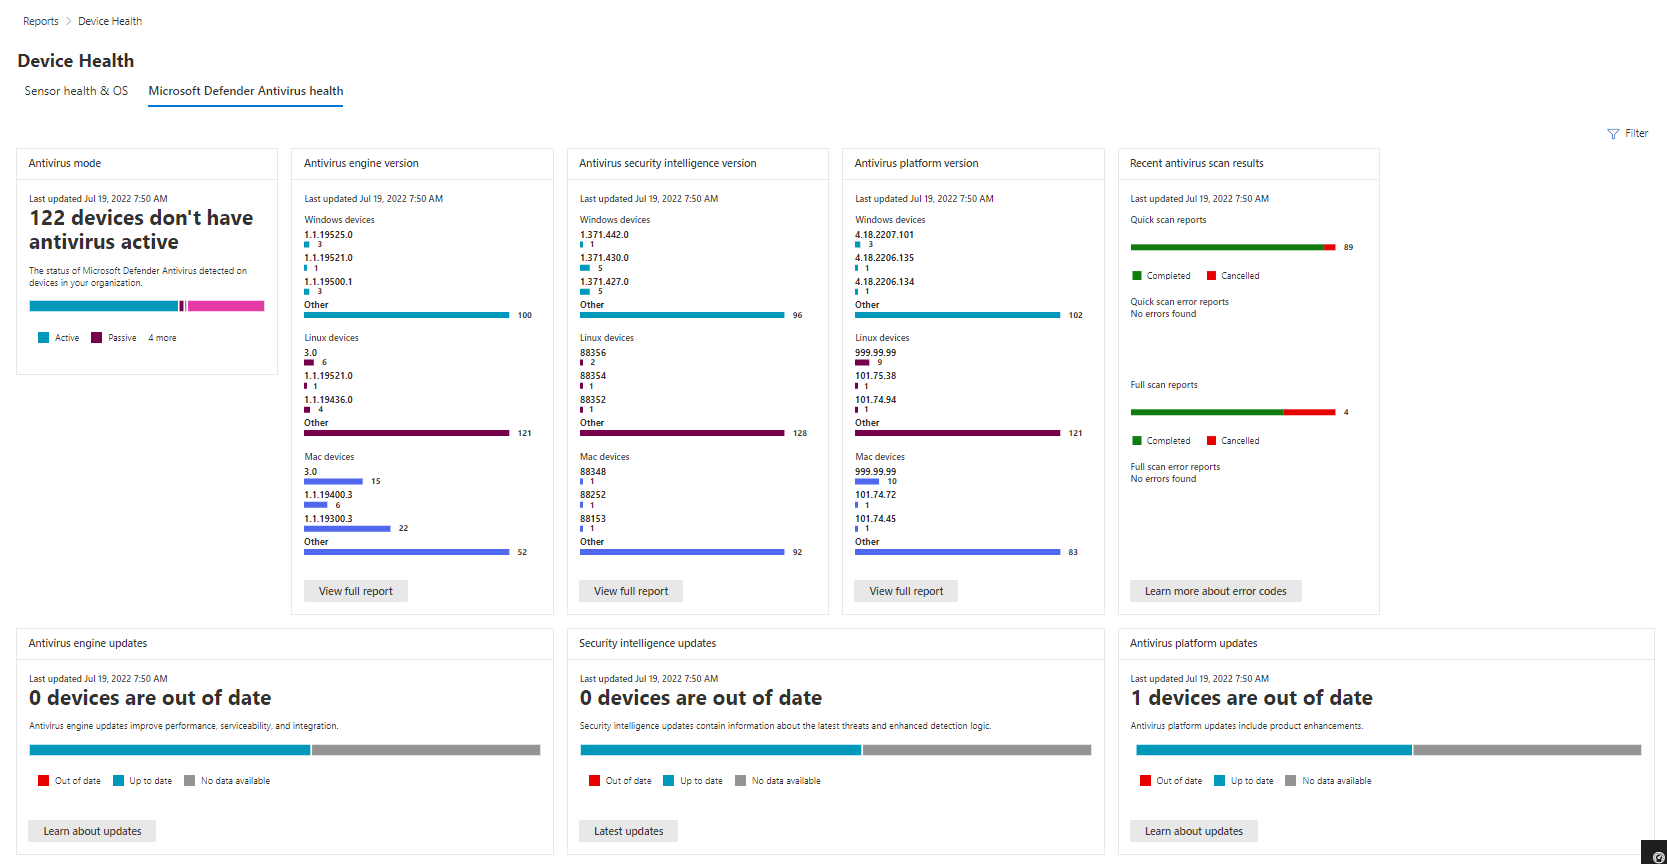 Reports > Device Health
Device Health
Sensor health & OS
Microsoft Defender Antivirus health
Filter
Antivirus mode
Last updated Jul 19, 2022 7:50 AM
122 devices don't have
antivirus active
The status of Microsoft Defender Antivirus detected on
devices in your organization.
Active
Passive
4 more
Antivirus engine version
Last updated Jul 19, 2022 7:50 AM
Windows devices
1.1.19525.0
3
1.1.19521.0
1
1.1.19500.1
3
Other
100
Linux devices
3.0
6
1.1.19521.0
1
1.1.19436.0
4
Other
121
Mac devices
3.0
15
1.1.19400.3
6
1.1.19300.3
22
Other
52
View full report
Antivirus security intelligence version
Last updated Jul 19, 2022 7:50 AM
Windows devices
1.371.442.0
1
1.371.430.0
5
1.371.427.0
5
Other
96
Linux devices
88356
2
88354
1
88352
1
Other
128
Mac devices
88348
1
88252
1
88153
1
Other
92
View full report
Antivirus platform version
Last updated Jul 19, 2022 7:50 AM
Windows devices
4.18.2207.101
3
4.18.2206.135
1
4.18.2206.134
1
Other
102
Linux devices
999.99.99
9
101.75.38
1
101.74.94
1
Other
121
Mac devices
999.99.99
10
101.74.72
1
101.74.45
1
Other
83
View full report
Recent antivirus scan results
Last updated Jul 19, 2022 7:50 AM
Quick scan reports
89
Completed
Cancelled
Quick scan error reports
No errors found
Full scan reports
4
Completed
Cancelled
Full scan error reports
No errors found
Learn more about error codes
Antivirus engine updates
Last updated Jul 19, 2022 7:50 AM
0 devices are out of date
Antivirus engine updates improve performance, serviceability, and integration.
Out of date
Up to date
No data available
Learn about updates
Security intelligence updates
Last updated Jul 19, 2022 7:50 AM
0 devices are out of date
Security intelligence updates contain information about the latest threats and enhanced detection logic.
Out of date
Up to date
No data available
Latest updates
Antivirus platform updates
Last updated Jul 19, 2022 7:50 AM
1 devices are out of date
Antivirus platform updates include product enhancements.
Out of date
Up to date
No data available
Learn about updates